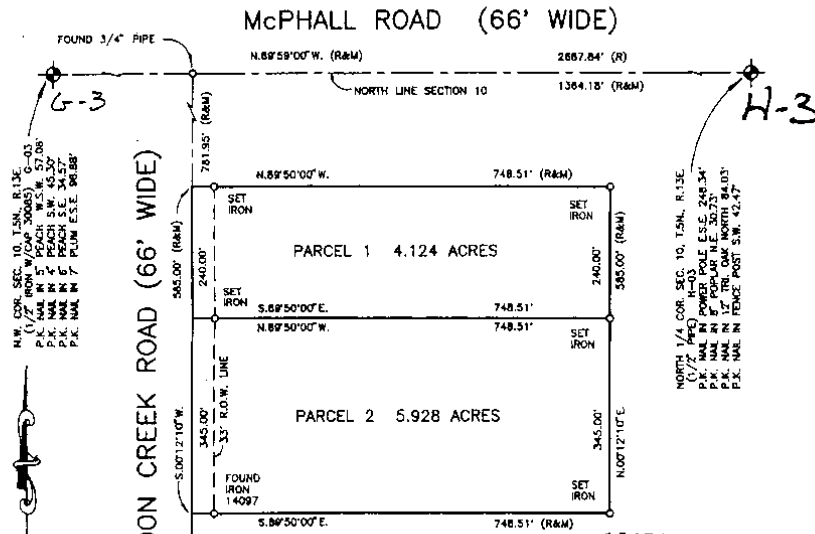 McPHALL ROAD (66' WIDE)
FOUND 3/4" PIPE
N.89°59'00"W. (R&M)
2667.84' (R)
NORTH LINE SECTION 10
1364.18' (R&M)
G-3
H-3
N.W. COR. SEC. 10, T.5N., R.13E.
(1/2" IRON W/CAP 30085) G-03
P.K. NAIL IN 5" PEACH W.S.W. 57.08'
P.K. NAIL IN 4" PEACH S.W. 45.30'
P.K. NAIL IN 6" PEACH S.E. 34.57'
P.K. NAIL IN 7" PLUM E.S.E. 96.88'
781.95' (R&M)
N.89°50'00"W.
748.51' (R&M)
SET
IRON
SET
IRON
PARCEL 1 4.124 ACRES
585.00' (R&M)
240.00'
240.00'
585.00' (R&M)
SET
IRON
S.89°50'00"E.
748.51'
N.89°50'00"W.
748.51'
SET
IRON
NORTH 1/4 COR. SEC. 10, T.5N., R.13E.
(1/2" PIPE) H-03
P.K. NAIL IN POWER POLE E.S.E. 248.34'
P.K. NAIL IN 8" POPLAR N.E. 30.73'
P.K. NAIL IN 12" TRI. OAK NORTH 84.03'
P.K. NAIL IN FENCE POST S.W. 42.47'
PARCEL 2 5.928 ACRES
S.00°12'10"W.
345.00'
33' R.O.W. LINE
345.00'
N.00°12'10"E.
FOUND
IRON
14097
SET
IRON
S.89°50'00"E.
748.51' (R&M)
DON CREEK ROAD (66' WIDE)